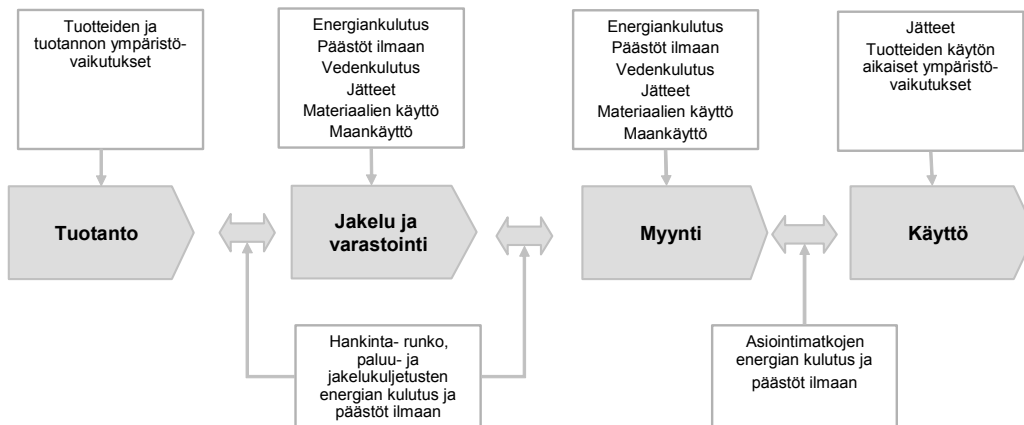 Tuotteiden ja
tuotannon ympäristö-
vaikutukset
Energiankulutus
Päästöt ilmaan
Vedenkulutus
Jätteet
Materiaalien käyttö
Maankäyttö
Energiankulutus
Päästöt ilmaan
Vedenkulutus
Jätteet
Materiaalien käyttö
Maankäyttö
Jätteet
Tuotteiden käytön
aikaiset ympäristö-
vaikutukset
Tuotanto
Jakelu ja
varastointi
Myynti
Käyttö
Hankinta- runko,
paluu- ja
jakelukuljetusten
energian kulutus ja
päästöt ilmaan
Asiointimatkojen
energian kulutus ja
päästöt ilmaan